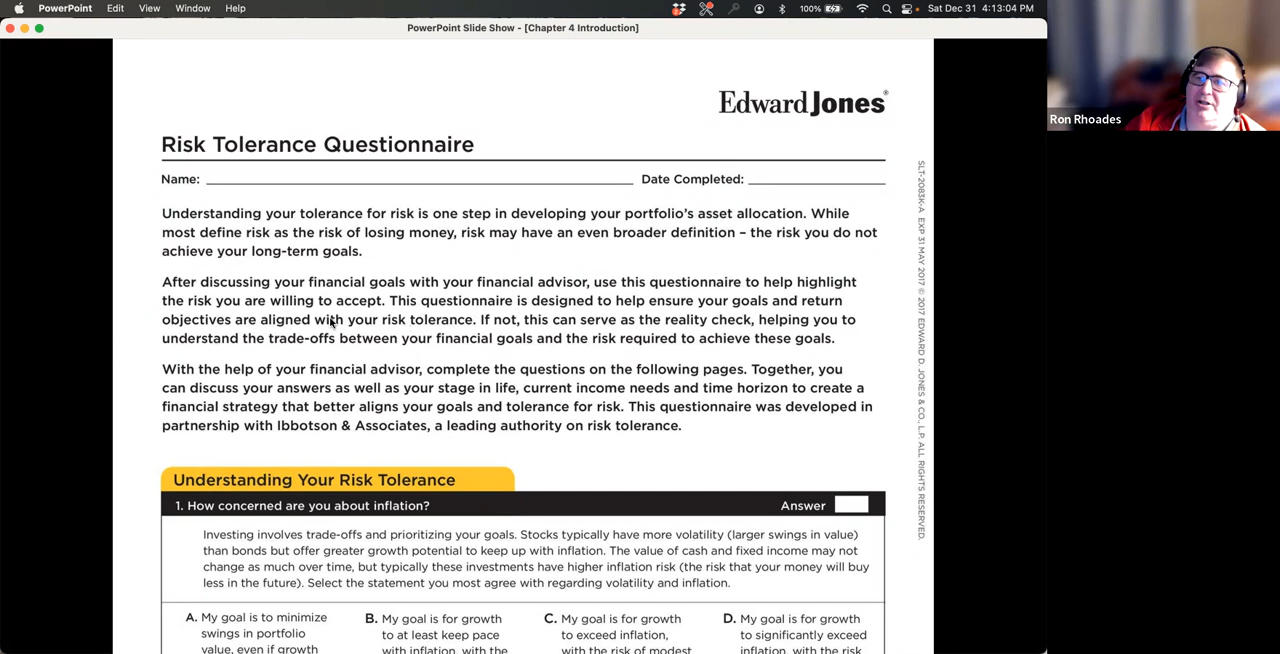 PowerPoint Edit View Window Help 100% Sat Dec 31 4:13:04 PM
PowerPoint Slide Show - [Chapter 4 Introduction]
Ron Rhoades
Edward Jones®
Risk Tolerance Questionnaire
Name: Date Completed:
Understanding your tolerance for risk is one step in developing your portfolio's asset allocation. While
most define risk as the risk of losing money, risk may have an even broader definition – the risk you do not
achieve your long-term goals.
After discussing your financial goals with your financial advisor, use this questionnaire to help highlight
the risk you are willing to accept. This questionnaire is designed to help ensure your goals and return
objectives are aligned with your risk tolerance. If not, this can serve as the reality check, helping you to
understand the trade-offs between your financial goals and the risk required to achieve these goals.
With the help of your financial advisor, complete the questions on the following pages. Together, you
can discuss your answers as well as your stage in life, current income needs and time horizon to create a
financial strategy that better aligns your goals and tolerance for risk. This questionnaire was developed in
partnership with Ibbotson & Associates, a leading authority on risk tolerance.
SLT-2083K-A EXP 31 MAY 2017 © 2017 EDWARD D. JONES & CO., L.P. ALL RIGHTS RESERVED.
Understanding Your Risk Tolerance
1. How concerned are you about inflation? Answer
Investing involves trade-offs and prioritizing your goals. Stocks typically have more volatility (larger swings in value)
than bonds but offer greater growth potential to keep up with inflation. The value of cash and fixed income may not
change as much over time, but typically these investments have higher inflation risk (the risk that your money will buy
less in the future). Select the statement you most agree with regarding volatility and inflation.
A. My goal is to minimize
swings in portfolio
value, even if growth
B. My goal is for growth
to at least keep pace
with inflation, with the
C. My goal is for growth
to exceed inflation,
with the risk of modest
D. My goal is for growth
to significantly exceed
inflation, with the risk